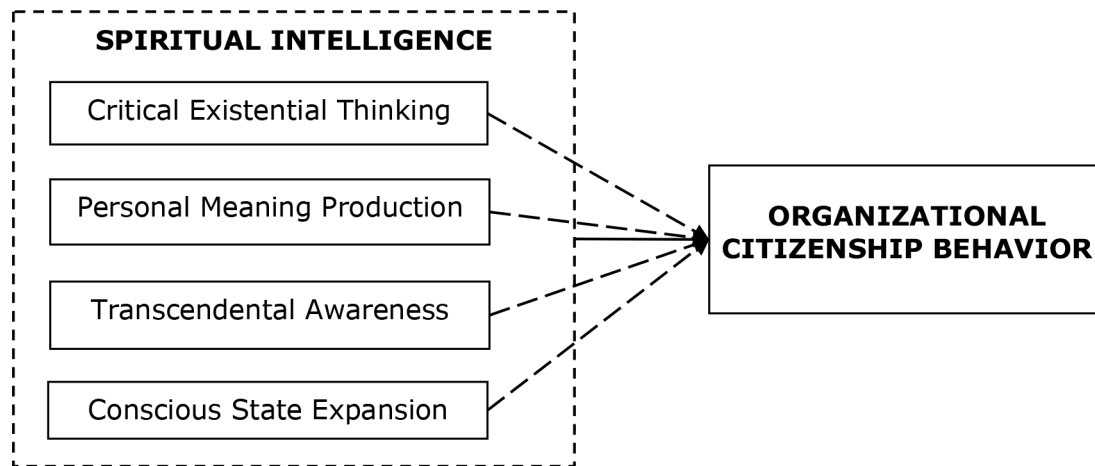 SPIRITUAL INTELLIGENCE
Critical Existential Thinking
Personal Meaning Production
Transcendental Awareness
Conscious State Expansion
ORGANIZATIONAL
CITIZENSHIP BEHAVIOR